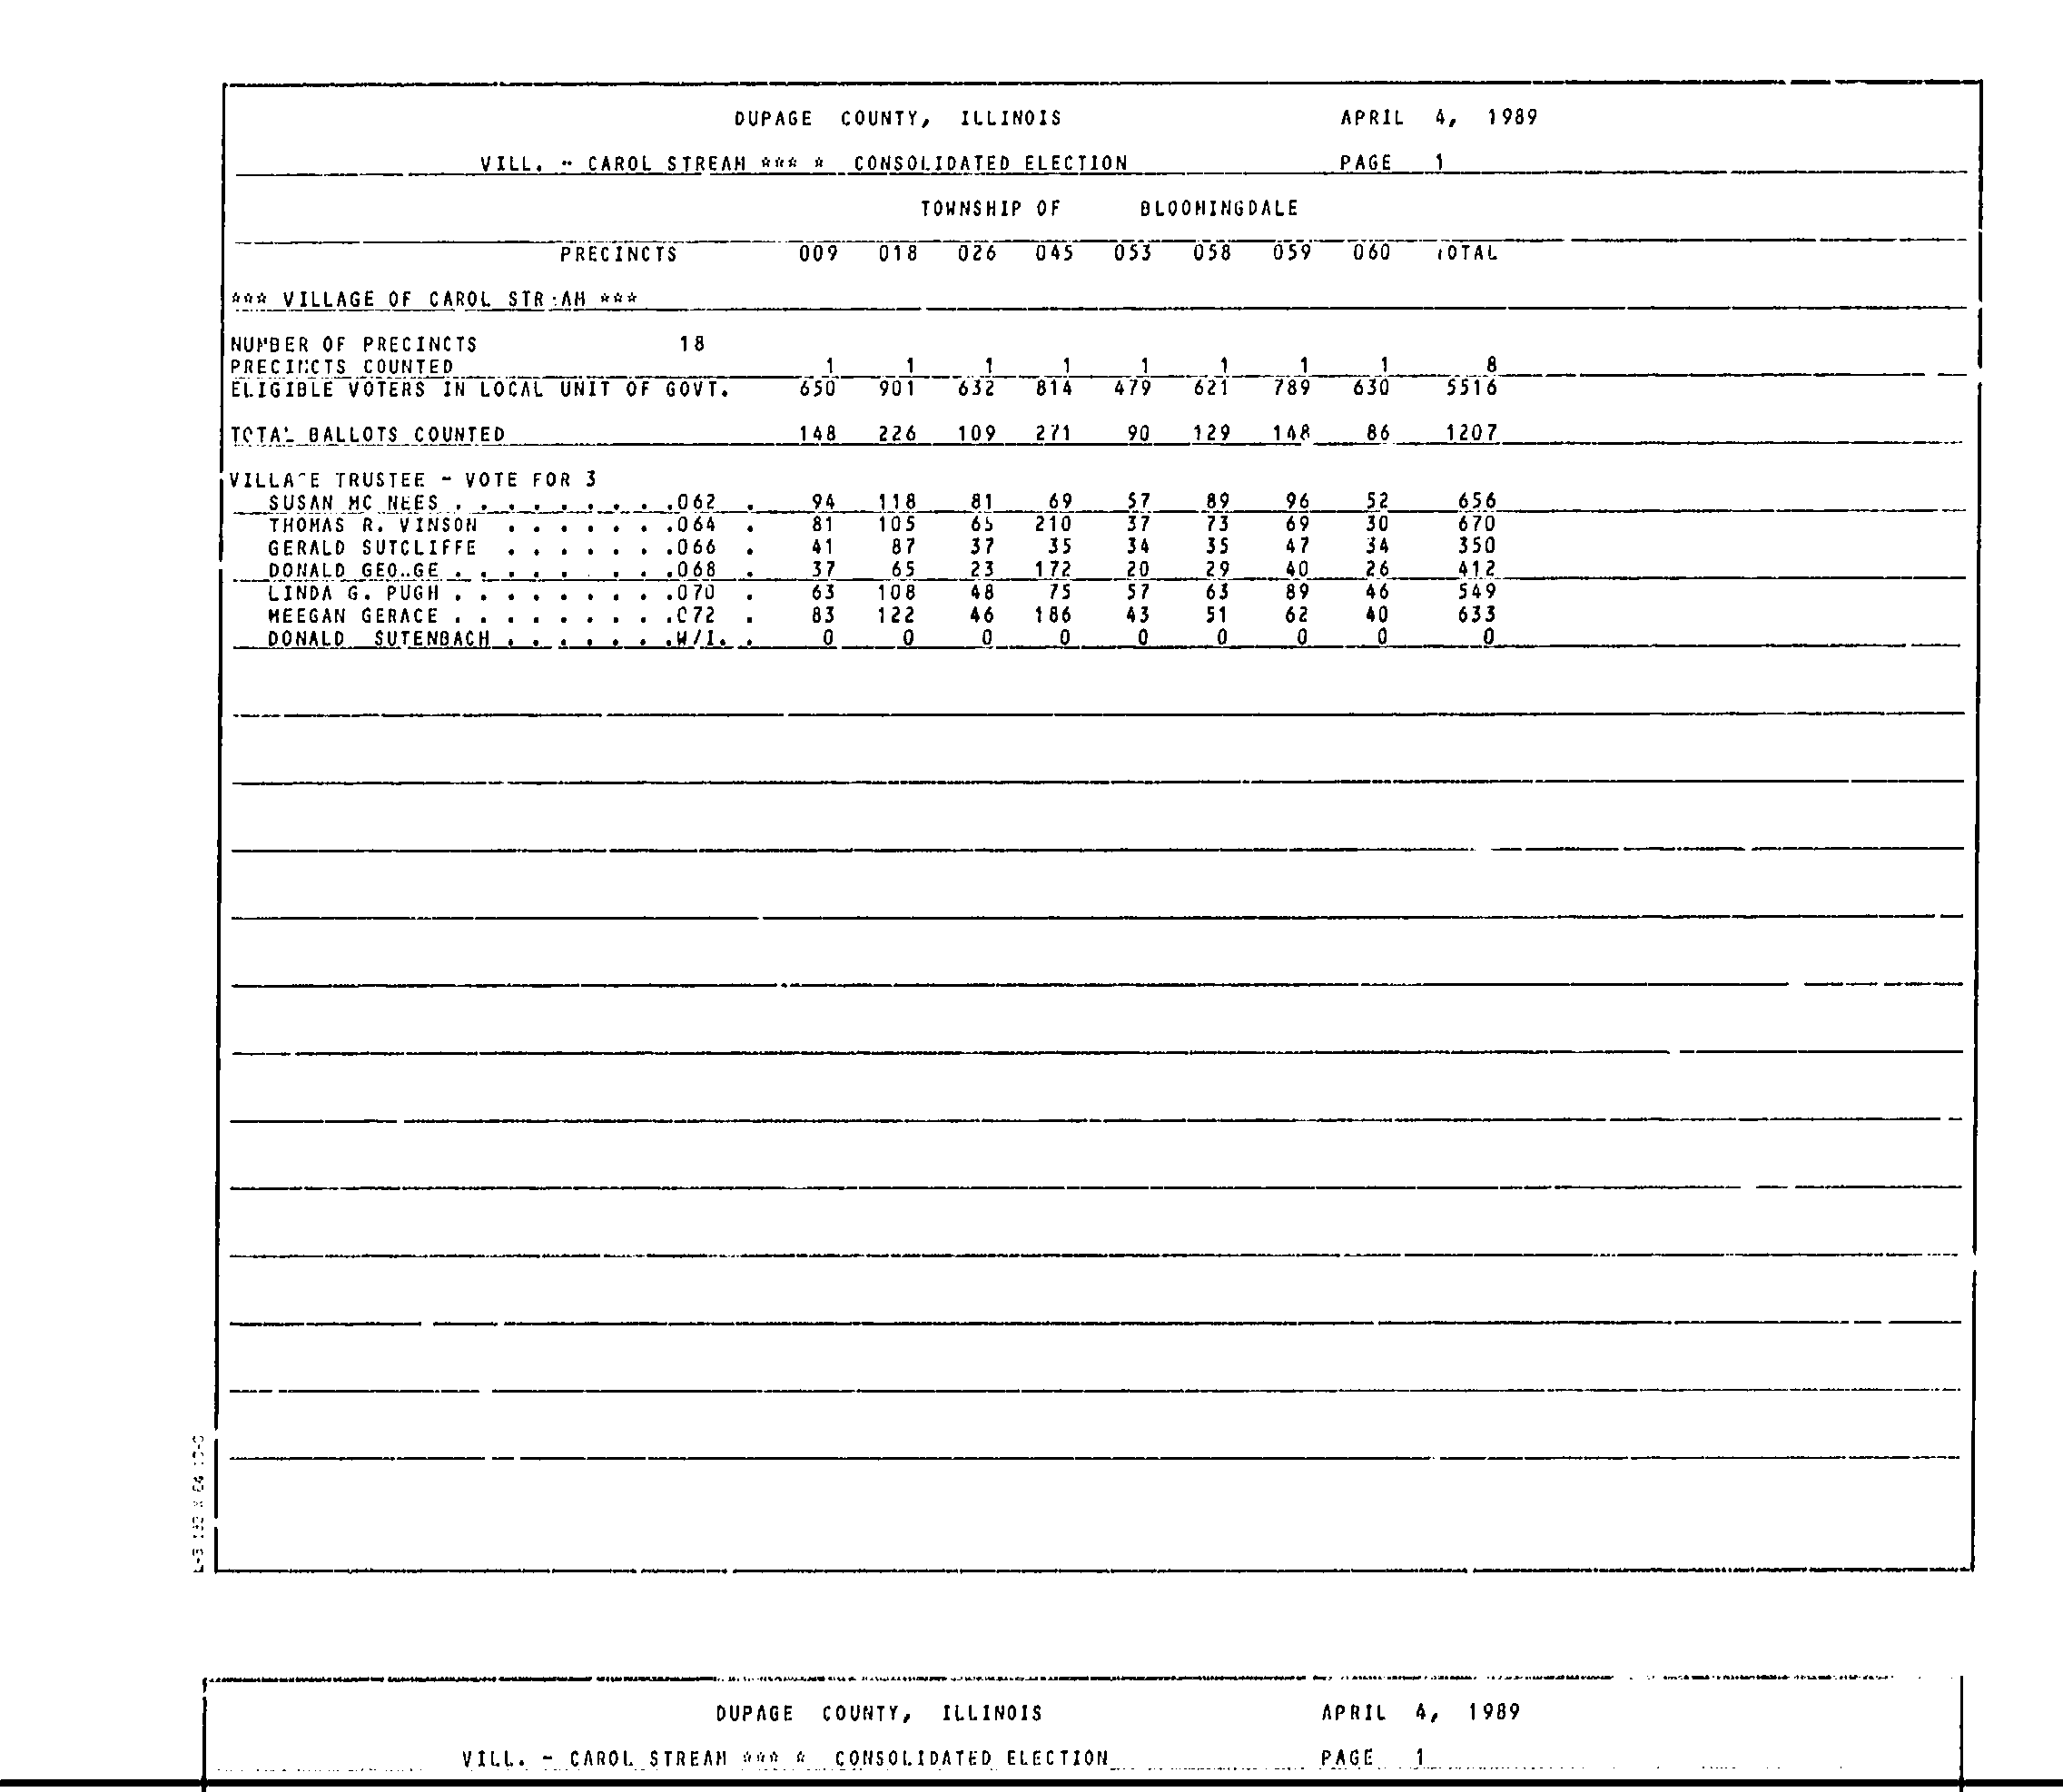 DUPAGE COUNTY, ILLINOIS APRIL 4, 1989
VILL. - CAROL STREAM *** * CONSOLIDATED ELECTION PAGE 1
TOWNSHIP OF BLOOMINGDALE
PRECINCTS 009 018 026 045 053 058 059 060 TOTAL
*** VILLAGE OF CAROL STREAM ***
NUMBER OF PRECINCTS 18
PRECINCTS COUNTED 1 1 1 1 1 1 1 1 8
ELIGIBLE VOTERS IN LOCAL UNIT OF GOVT. 650 901 632 814 479 621 789 630 5516
TOTAL BALLOTS COUNTED 148 226 109 271 90 129 148 86 1207
VILLAGE TRUSTEE - VOTE FOR 3
SUSAN MC NEES . . . . . . . . .062 . 94 118 81 69 57 89 96 52 656
THOMAS R. VINSON . . . . . . .064 . 81 105 65 210 37 73 69 30 670
GERALD SUTCLIFFE . . . . . . .066 . 41 87 37 35 34 35 47 34 350
DONALD GEORGE . . . . . . . . .068 . 37 65 23 172 20 29 40 26 412
LINDA G. PUGH . . . . . . . . .070 . 63 108 48 75 57 63 89 46 549
MEEGAN GERACE . . . . . . . . .072 . 83 122 46 186 43 51 62 40 633
DONALD SUTENBACH . . . . . . .W/I. . 0 0 0 0 0 0 0 0 0
DUPAGE COUNTY, ILLINOIS APRIL 4, 1989
VILL. - CAROL STREAM *** * CONSOLIDATED ELECTION PAGE 1